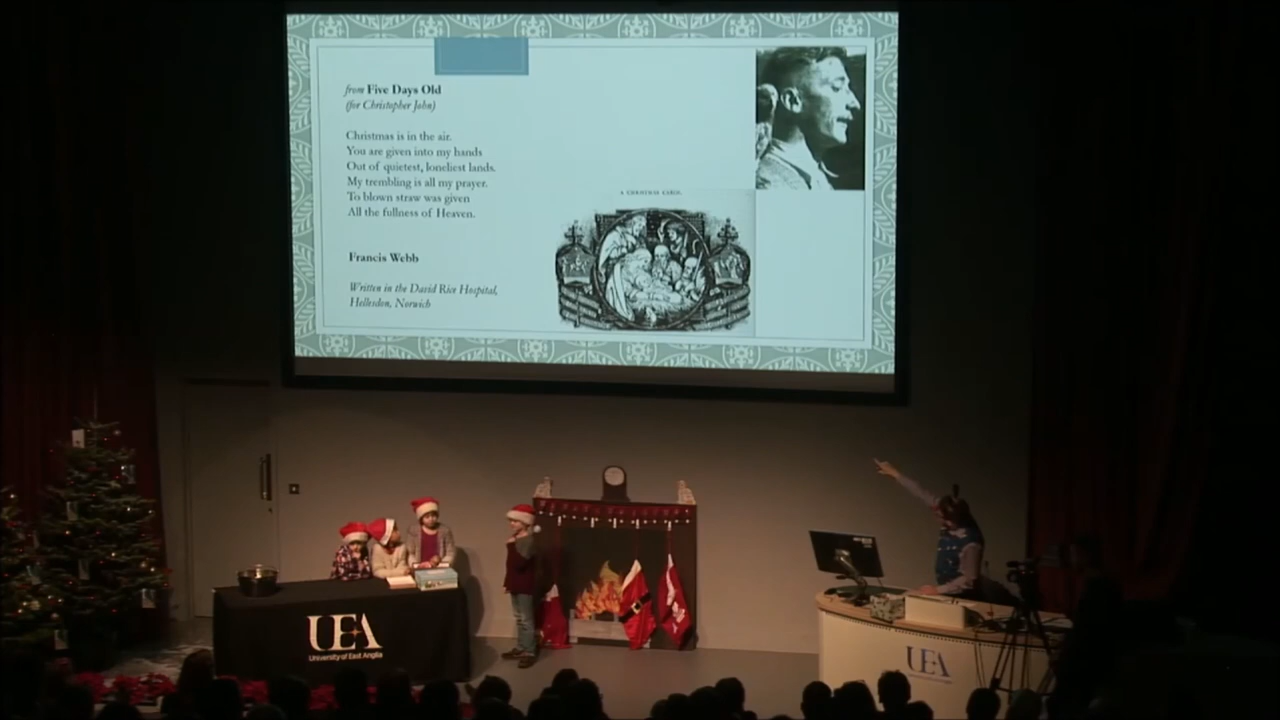 from Five Days Old
(for Christopher John)
Christmas is in the air.
You are given into my hands
Out of quietest, loneliest lands.
My trembling is all my prayer.
To blown straw was given
All the fullness of Heaven.
Francis Webb
Written in the David Rice Hospital,
Hellesdon, Norwich
A CHRISTMAS CAROL.
UEA
University of East Anglia
UEA